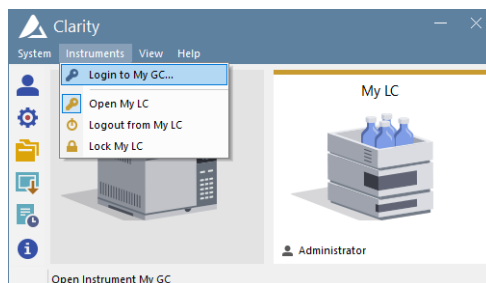 Clarity
System Instruments View Help
Login to My GC...
Open My LC
Logout from My LC
Lock My LC
My LC
Administrator
Open Instrument My GC